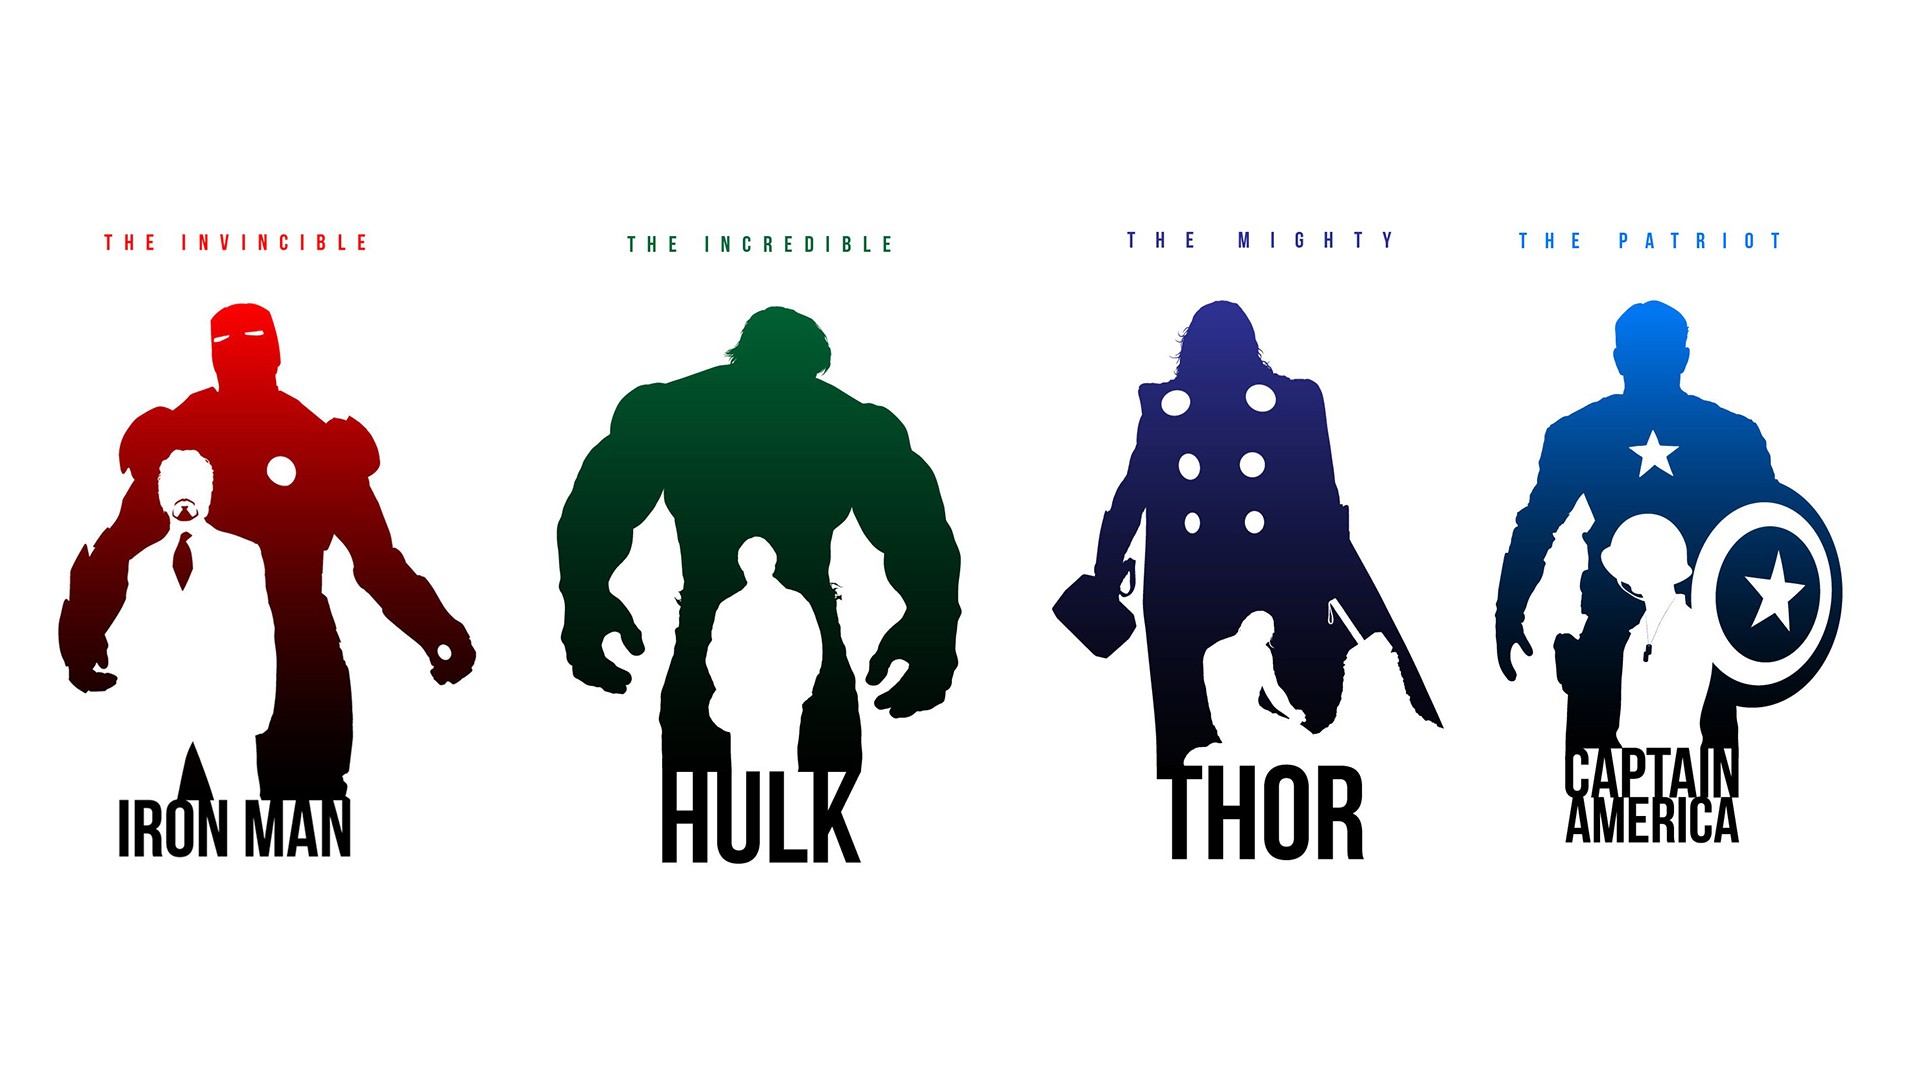 THE INVINCIBLE
IRON MAN
THE INCREDIBLE
HULK
THE MIGHTY
THOR
THE PATRIOT
CAPTAIN
AMERICA